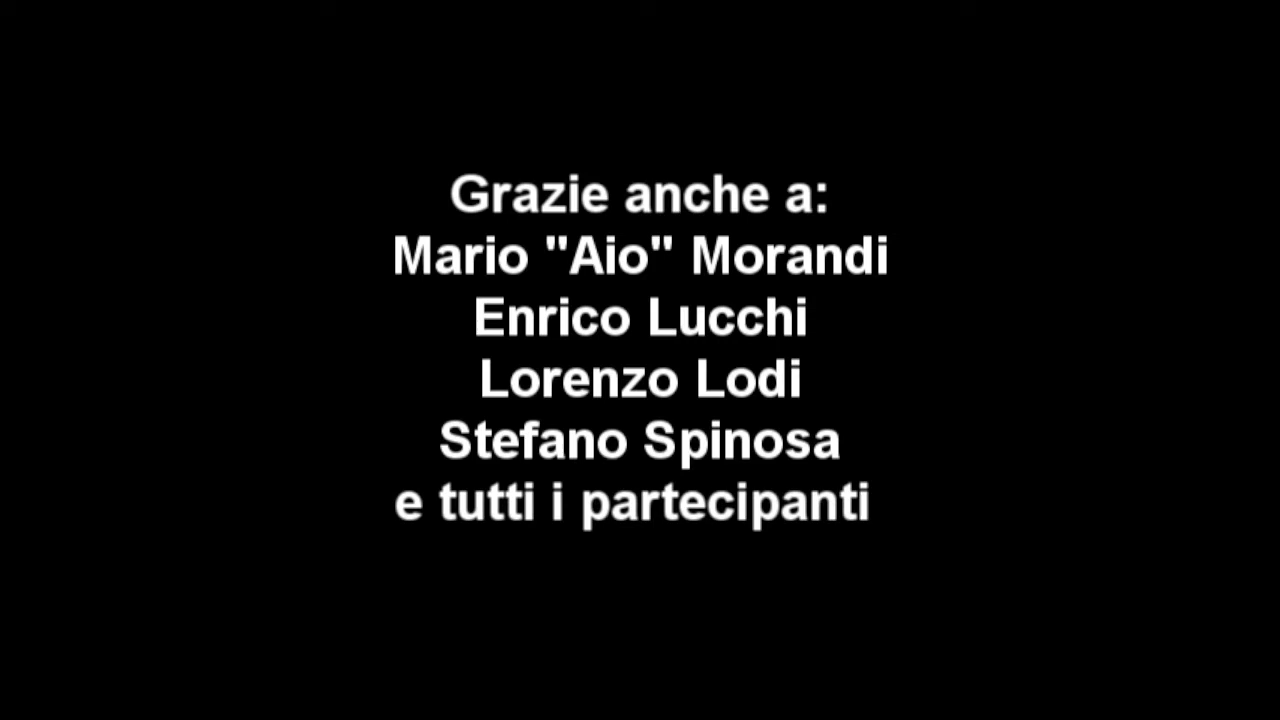 Grazie anche a:
Mario "Aio" Morandi
Enrico Lucchi
Lorenzo Lodi
Stefano Spinosa
e tutti i partecipanti